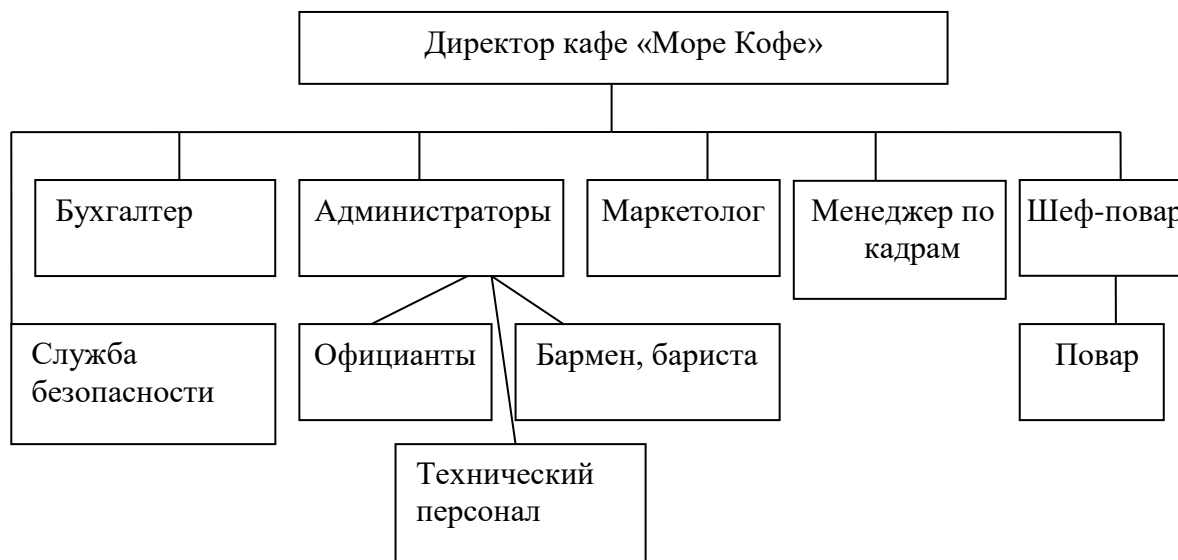 Директор кафе «Море Кофе»
Бухгалтер
Администраторы
Маркетолог
Менеджер по
кадрам
Шеф-повар
Служба
безопасности
Официанты
Бармен, бариста
Повар
Технический
персонал